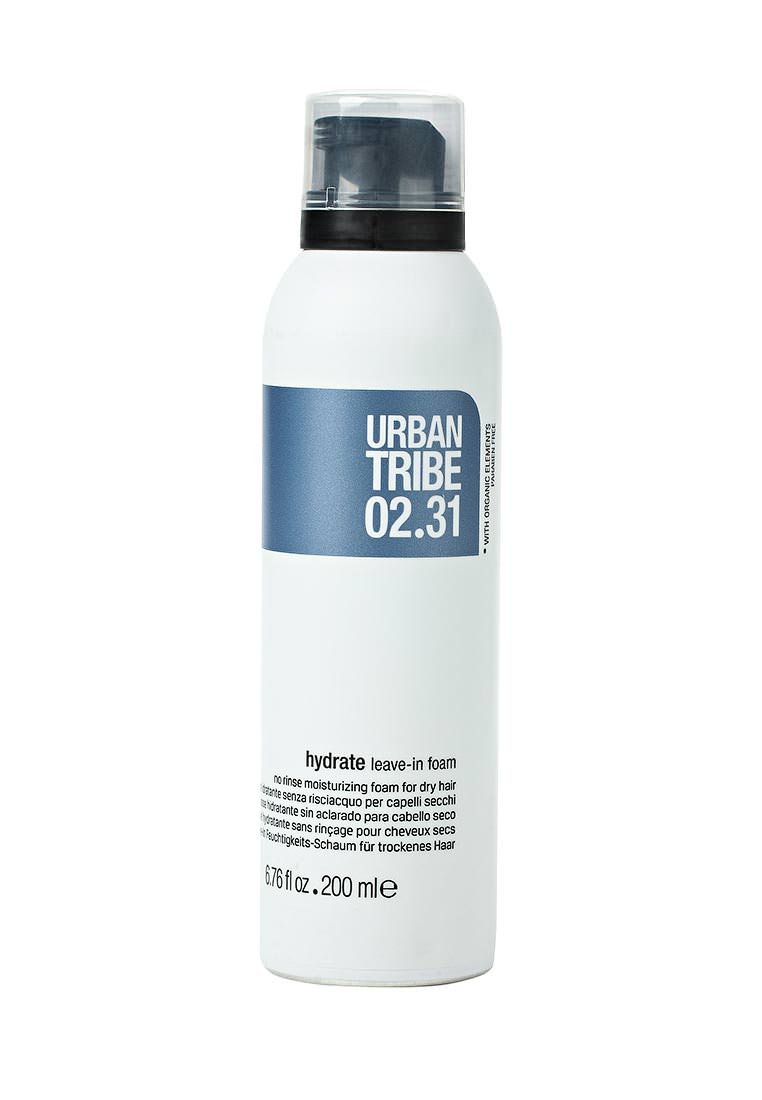 URBAN
TRIBE
02.31
• WITH ORGANIC ELEMENTS
PARABEN FREE
hydrate leave-in foam
no rinse moisturizing foam for dry hair
senza risciacquo per capelli secchi
hidratante sin aclarado para cabello seco
hydratante sans rinçage pour cheveux secs
Feuchtigkeits-Schaum für trockenes Haar
6.76 fl oz. 200 ml e